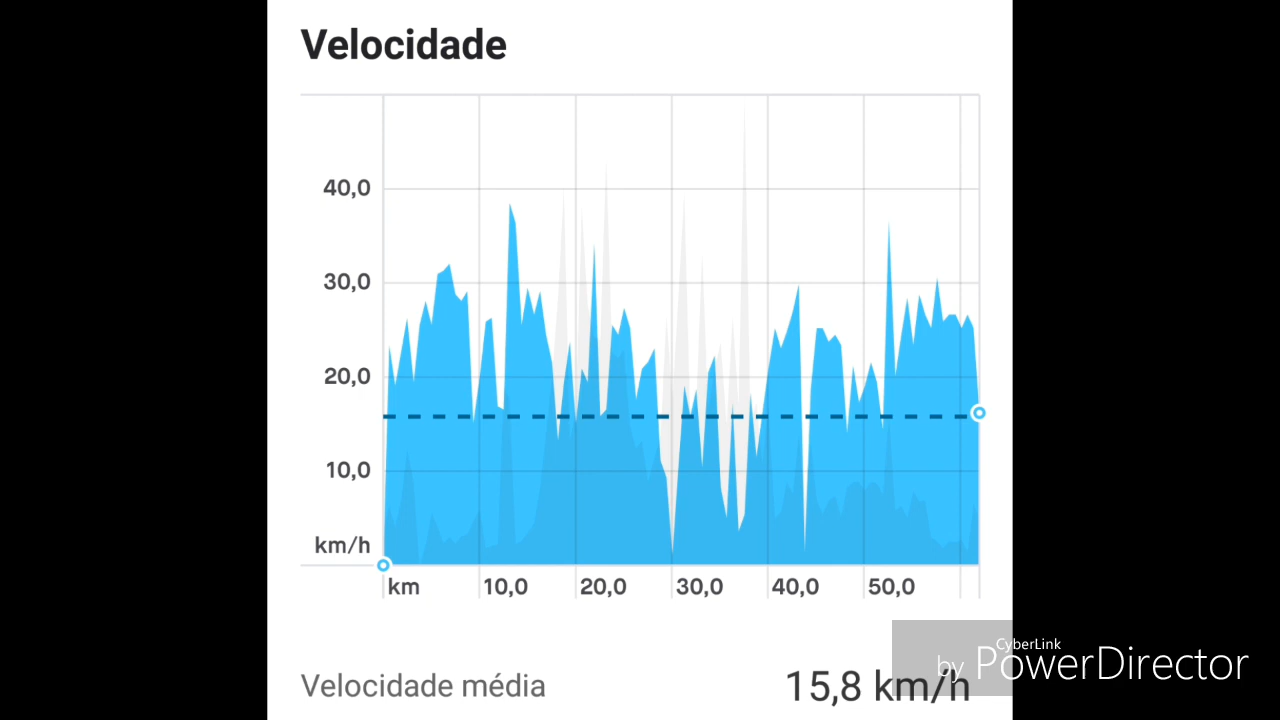 Velocidade
40,0
30,0
20,0
10,0
km/h
km 10,0 20,0 30,0 40,0 50,0
Velocidade média 15,8 km/h
CyberLink
by PowerDirector